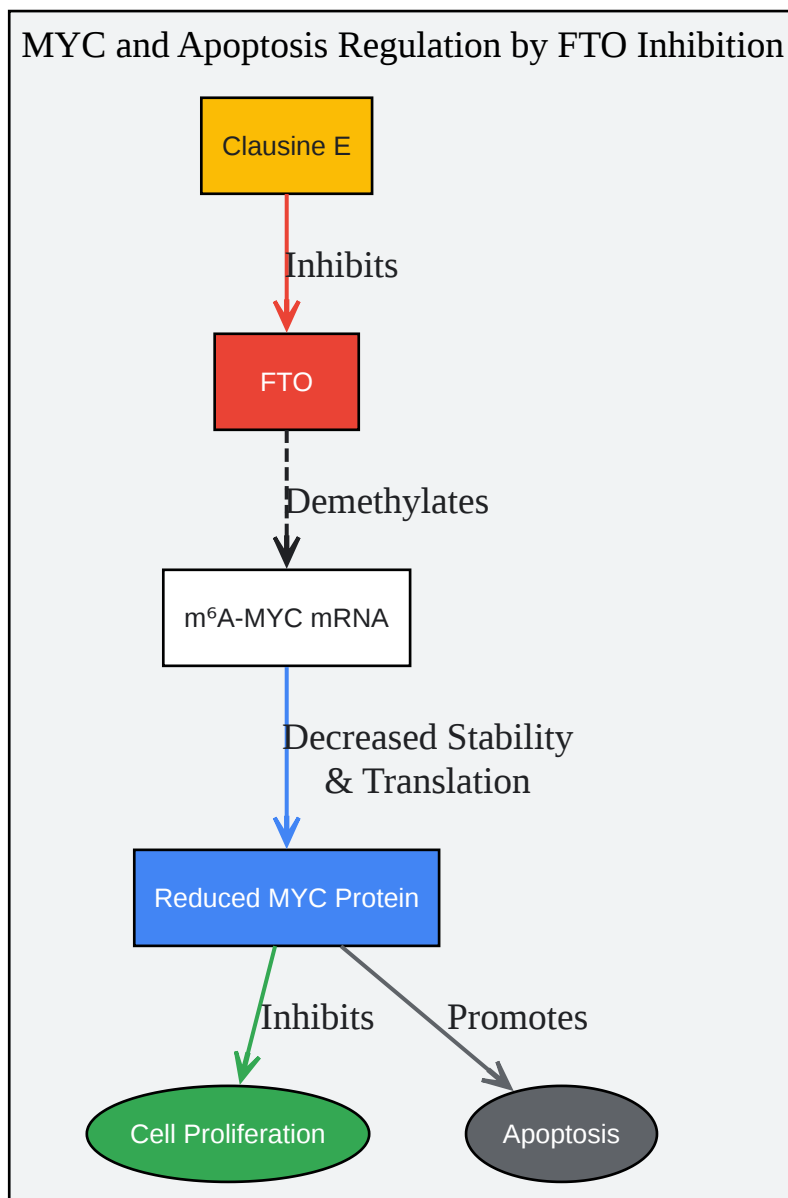 MYC and Apoptosis Regulation by FTO Inhibition
Clausine E
Inhibits
FTO
Demethylates
m⁶A-MYC mRNA
Decreased Stability
& Translation
Reduced MYC Protein
Inhibits
Promotes
Cell Proliferation
Apoptosis